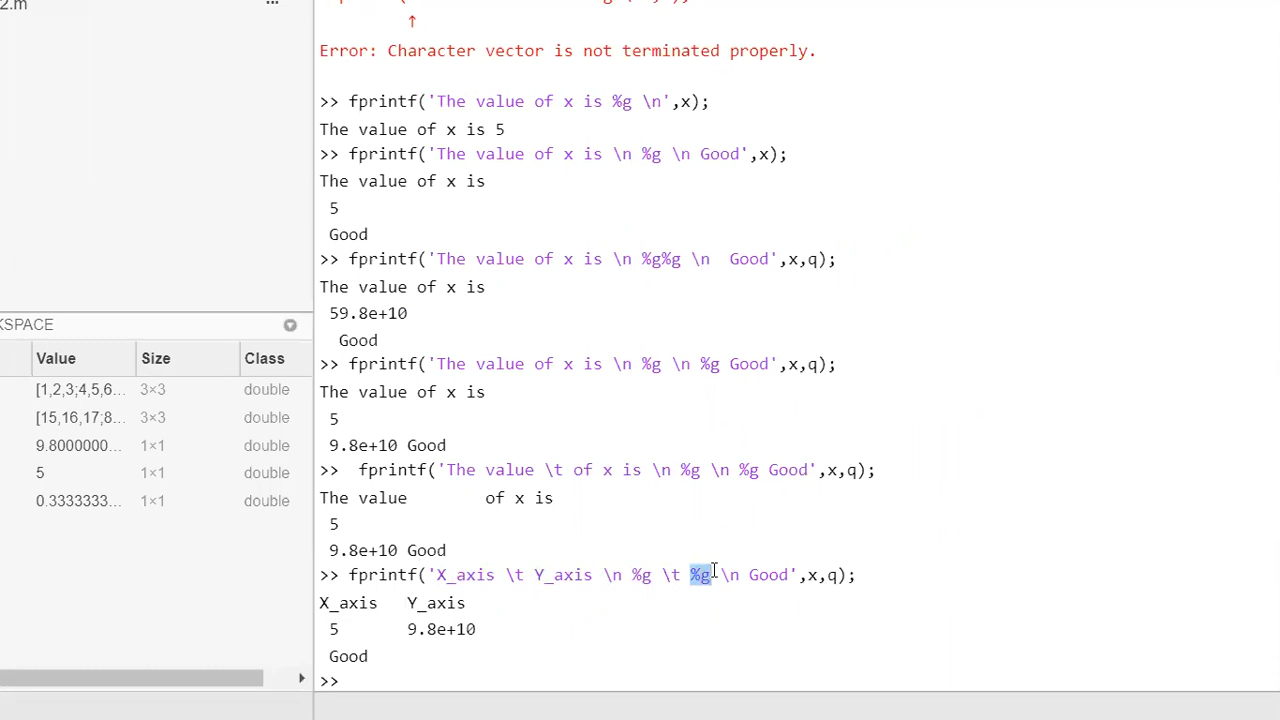 2.m
...
↑
Error: Character vector is not terminated properly.
>> fprintf('The value of x is %g \n',x);
The value of x is 5
>> fprintf('The value of x is \n %g \n Good',x);
The value of x is
5
Good
>> fprintf('The value of x is \n %g%g \n  Good',x,q);
The value of x is
59.8e+10
Good
>> fprintf('The value of x is \n %g \n %g Good',x,q);
The value of x is
5
9.8e+10 Good
>>  fprintf('The value \t of x is \n %g \n %g Good',x,q);
The value        of x is
5
9.8e+10 Good
>> fprintf('X_axis \t Y_axis \n %g \t %g \n Good',x,q);
X_axis   Y_axis
5       9.8e+10
Good
>>
KSPACE
Value Size Class
[1,2,3;4,5,6... 3×3 double
[15,16,17;8... 3×3 double
9.8000000... 1×1 double
5 1×1 double
0.3333333... 1×1 double